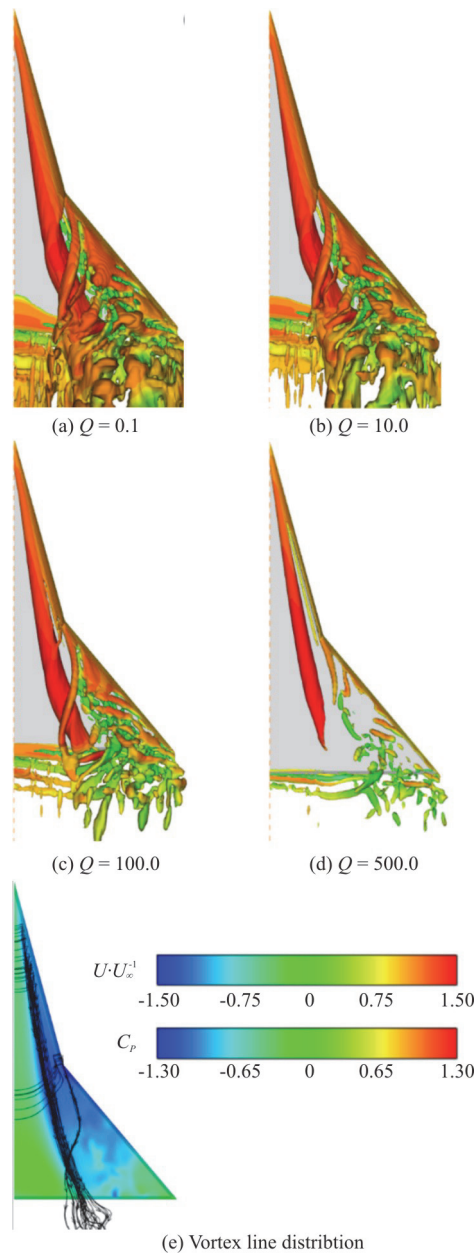 (a) Q = 0.1
(b) Q = 10.0
(c) Q = 100.0
(d) Q = 500.0
U·U∞⁻¹
-1.50 -0.75 0 0.75 1.50
CP
-1.30 -0.65 0 0.65 1.30
(e) Vortex line distribtion